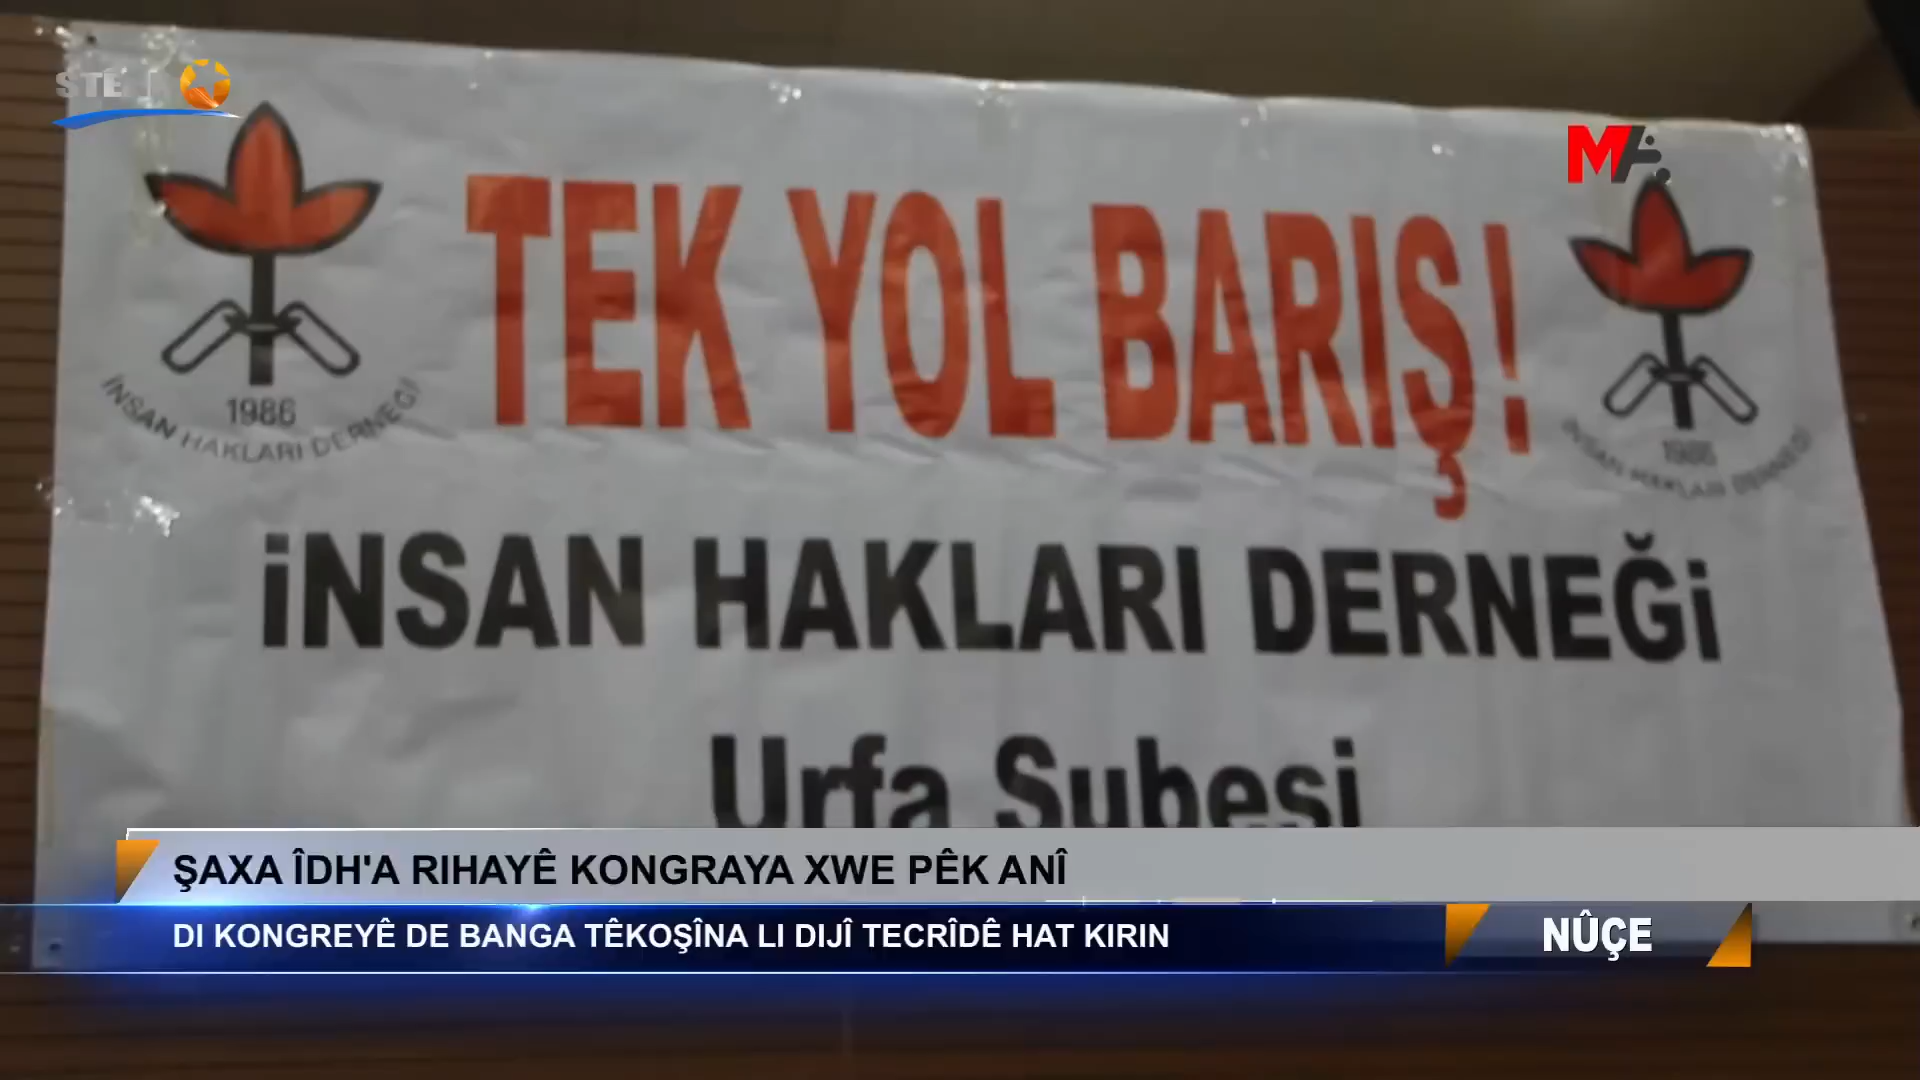 MA
TEK YOL BARIŞ!
1986
İNSAN HAKLARI DERNEĞİ
1986
İNSAN HAKLARI DERNEĞİ
İNSAN HAKLARI DERNEĞİ
Urfa Şubesi
ŞAXA ÎDH'A RIHAYÊ KONGRAYA XWE PÊK ANÎ
DI KONGREYÊ DE BANGA TÊKOŞÎNA LI DIJÎ TECRÎDÊ HAT KIRIN
NÛÇE